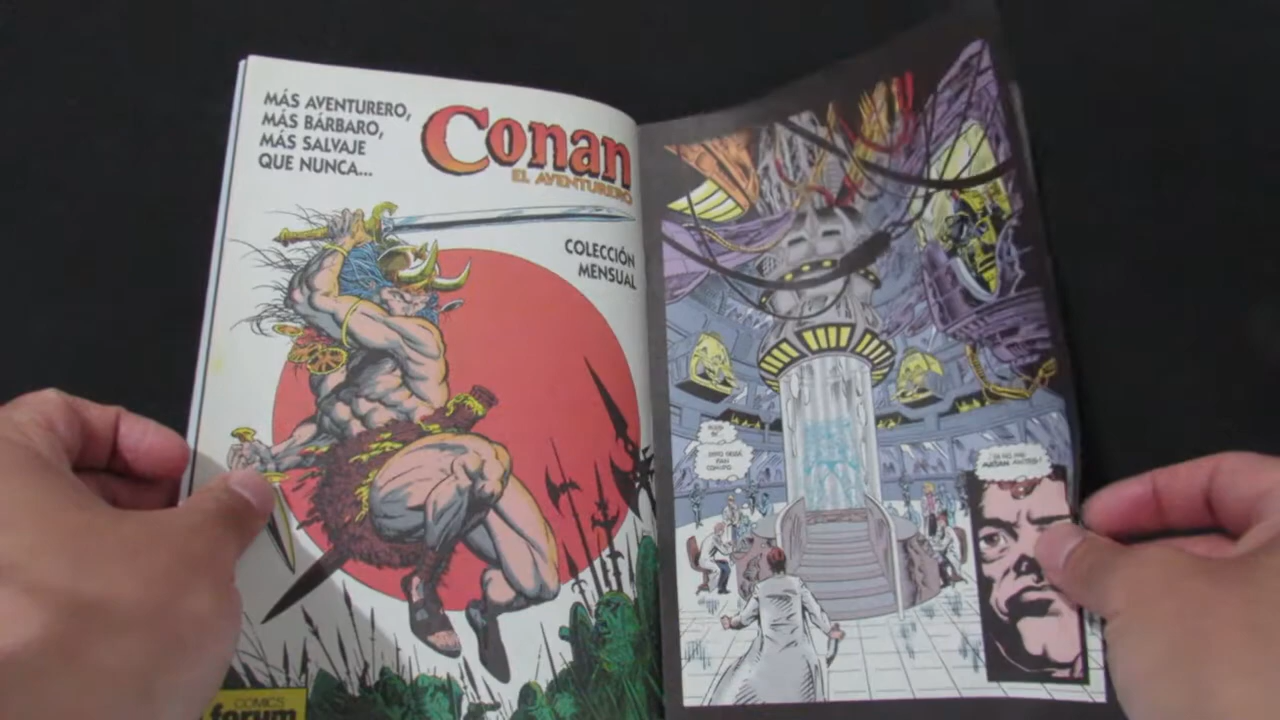 MÁS AVENTURERO,
MÁS BÁRBARO,
MÁS SALVAJE
QUE NUNCA...
Conan
EL AVENTURERO
COLECCIÓN
MENSUAL
COMICS
forum